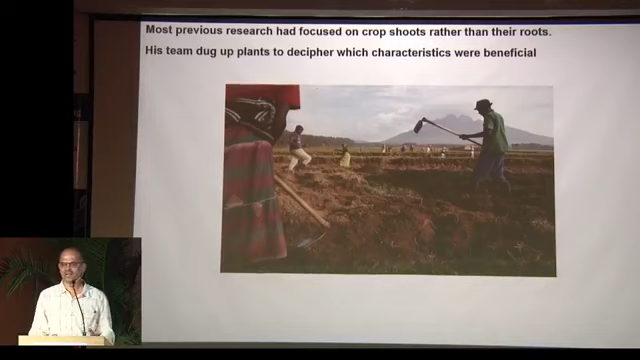 Most previous research had focused on crop shoots rather than their roots.
His team dug up plants to decipher which characteristics were beneficial